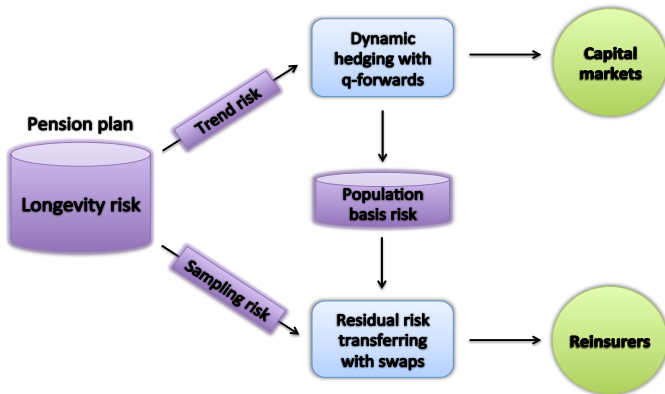 Dynamic
hedging with
q-forwards
Capital
markets
Trend risk
Pension plan
Longevity risk
Population
basis risk
Sampling risk
Residual risk
transferring
with swaps
Reinsurers